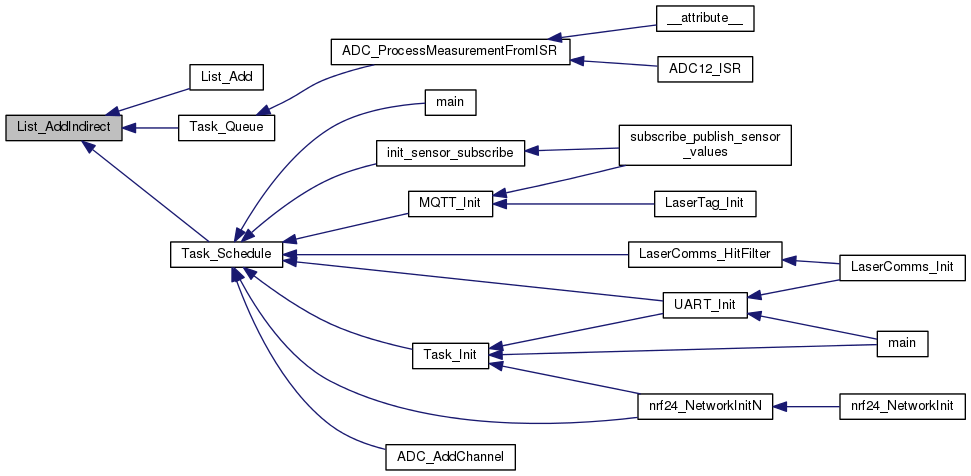 __attribute__
ADC_ProcessMeasurementFromISR
ADC12_ISR
List_Add
main
List_AddIndirect
Task_Queue
init_sensor_subscribe
subscribe_publish_sensor
_values
MQTT_Init
LaserTag_Init
Task_Schedule
LaserComms_HitFilter
LaserComms_Init
UART_Init
Task_Init
main
nrf24_NetworkInitN
nrf24_NetworkInit
ADC_AddChannel